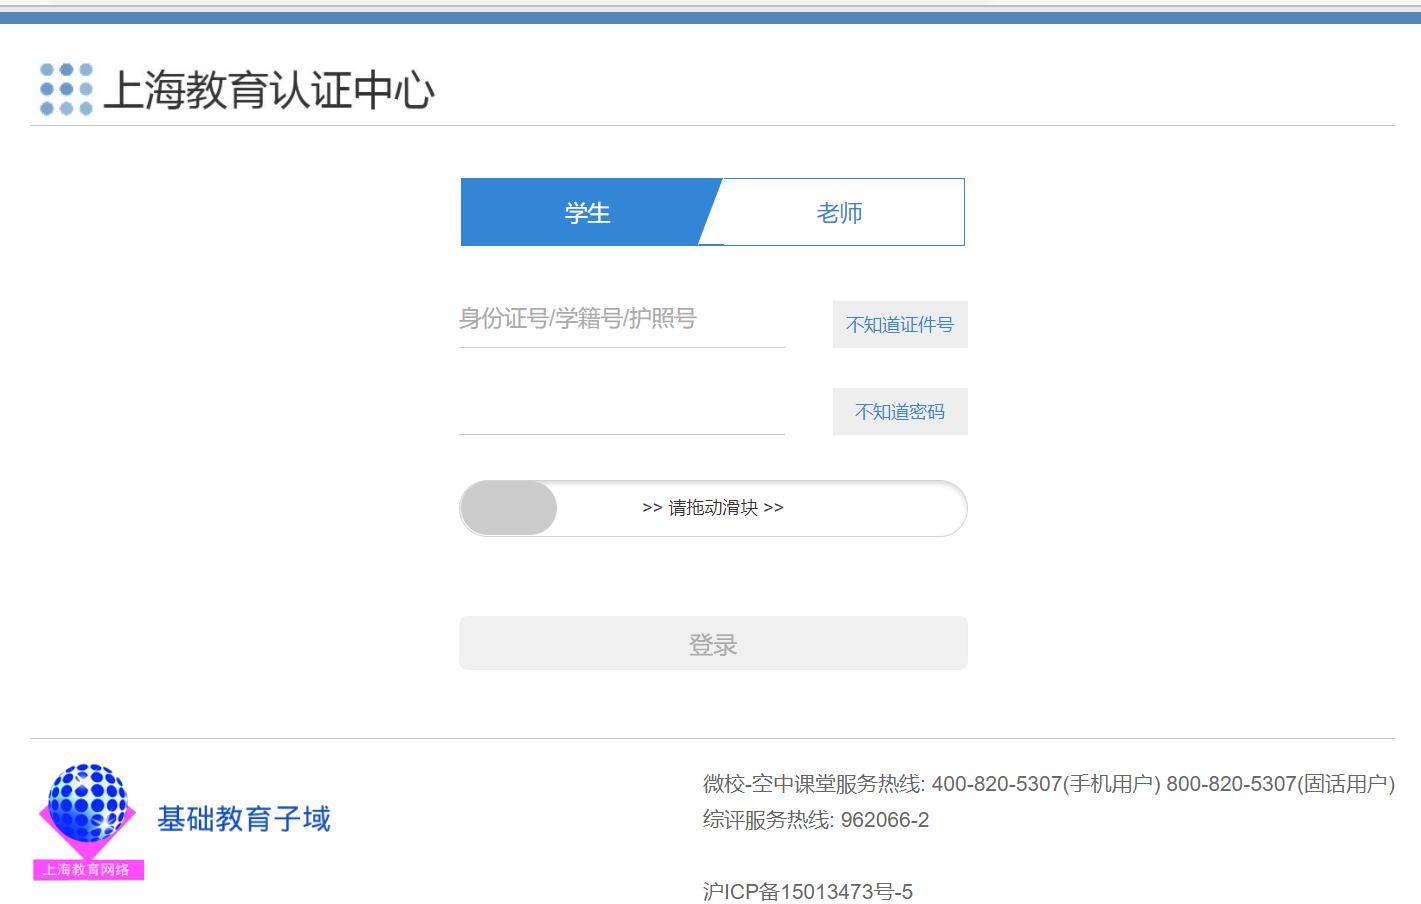 上海教育认证中心
学生
老师
身份证号/学籍号/护照号
不知道证件号
不知道密码
>> 请拖动滑块 >>
登录
微校-空中课堂服务热线: 400-820-5307(手机用户) 800-820-5307(固话用户)
基础教育子域
综评服务热线: 962066-2
上海教育网络
沪ICP备15013473号-5